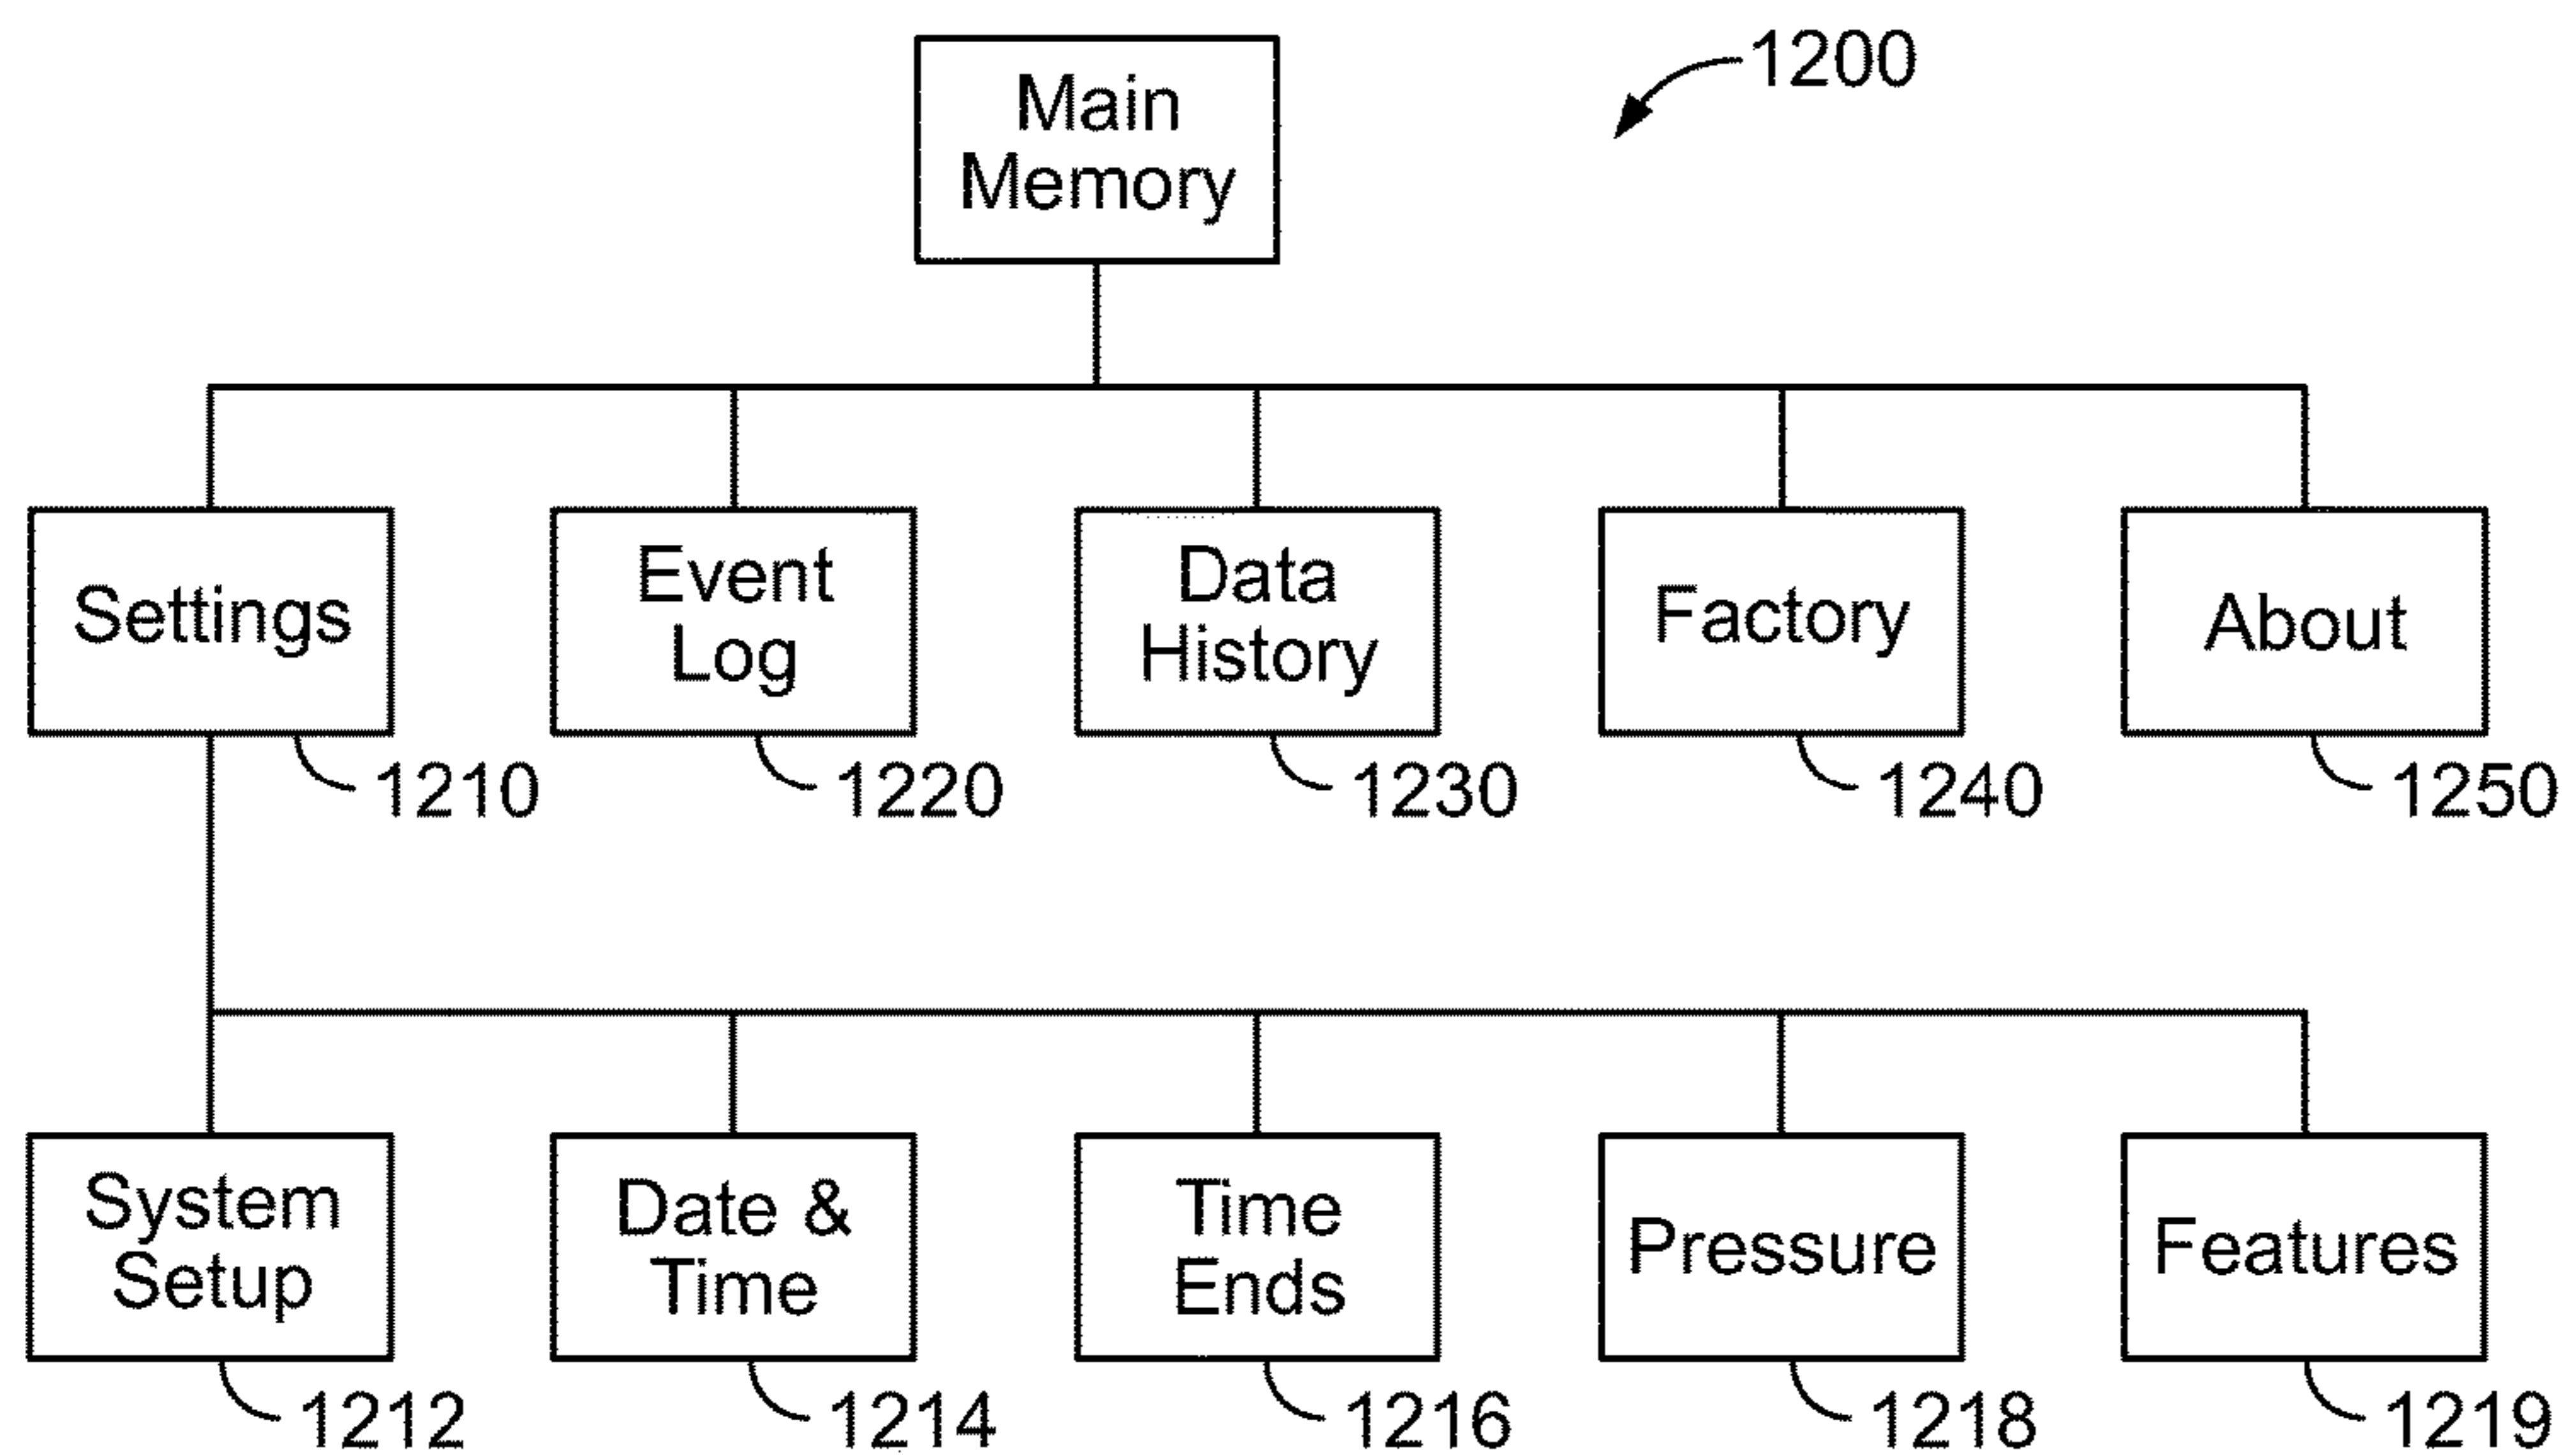 Main
Memory
1200
Settings
Event
Log
Data
History
Factory
About
1210
1220
1230
1240
1250
System
Setup
Date &
Time
Time
Ends
Pressure
Features
1212
1214
1216
1218
1219